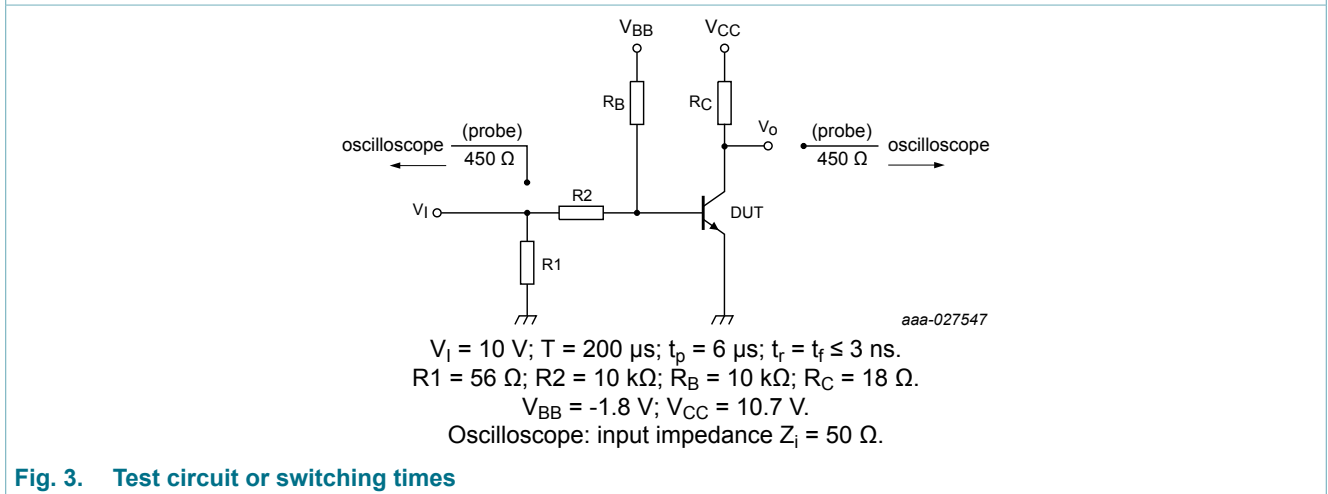 VBB
VCC
RB
RC
Vo
(probe)
450 Ω
oscilloscope
(probe)
450 Ω
oscilloscope
R2
VI
DUT
R1
aaa-027547
VI = 10 V; T = 200 µs; tp = 6 µs; tr = tf ≤ 3 ns.
R1 = 56 Ω; R2 = 10 kΩ; RB = 10 kΩ; RC = 18 Ω.
VBB = -1.8 V; VCC = 10.7 V.
Oscilloscope: input impedance Zi = 50 Ω.
Fig. 3. Test circuit or switching times